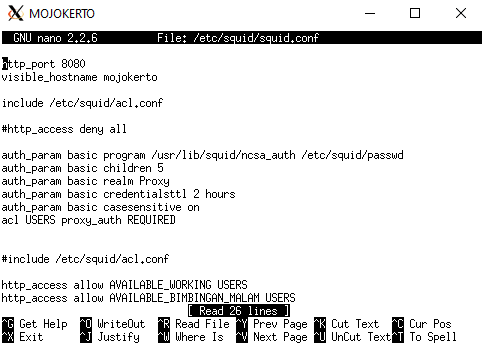 MOJOKERTO
GNU nano 2.2.6 File: /etc/squid/squid.conf
http_port 8080
visible_hostname mojokerto
include /etc/squid/acl.conf
#http_access deny all
auth_param basic program /usr/lib/squid/ncsa_auth /etc/squid/passwd
auth_param basic children 5
auth_param basic realm Proxy
auth_param basic credentialsttl 2 hours
auth_param basic casesensitive on
acl USERS proxy_auth REQUIRED
#include /etc/squid/acl.conf
http_access allow AVAILABLE_WORKING USERS
http_access allow AVAILABLE_BIMBINGAN_MALAM USERS
[ Read 26 lines ]
^G Get Help ^O WriteOut ^R Read File ^Y Prev Page ^K Cut Text ^C Cur Pos
^X Exit ^J Justify ^W Where Is ^V Next Page ^U UnCut Text ^T To Spell